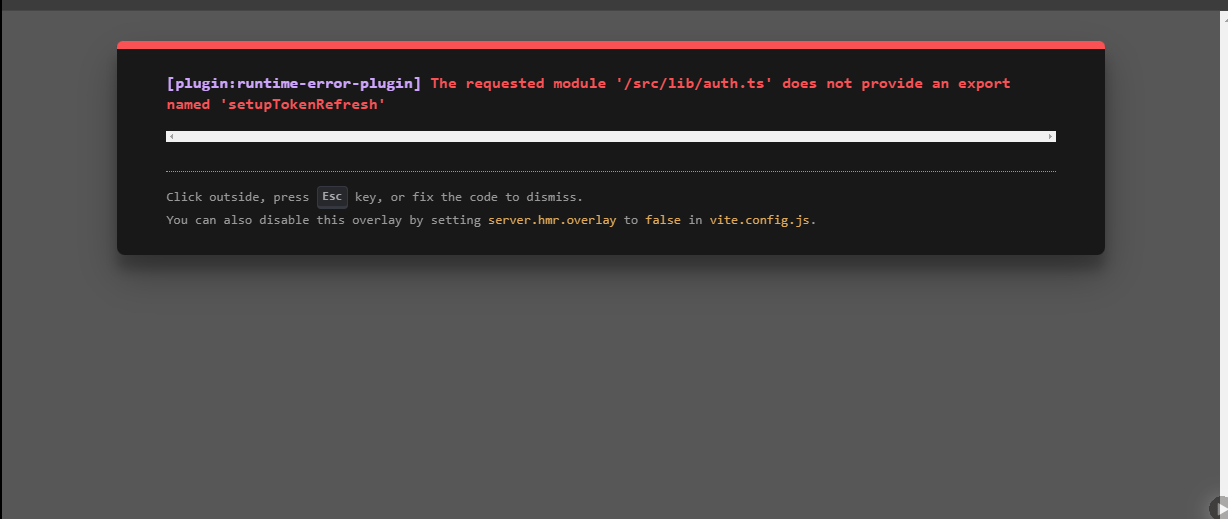 [plugin:runtime-error-plugin] The requested module '/src/lib/auth.ts' does not provide an export
named 'setupTokenRefresh'
Click outside, press Esc key, or fix the code to dismiss.
You can also disable this overlay by setting server.hmr.overlay to false in vite.config.js.